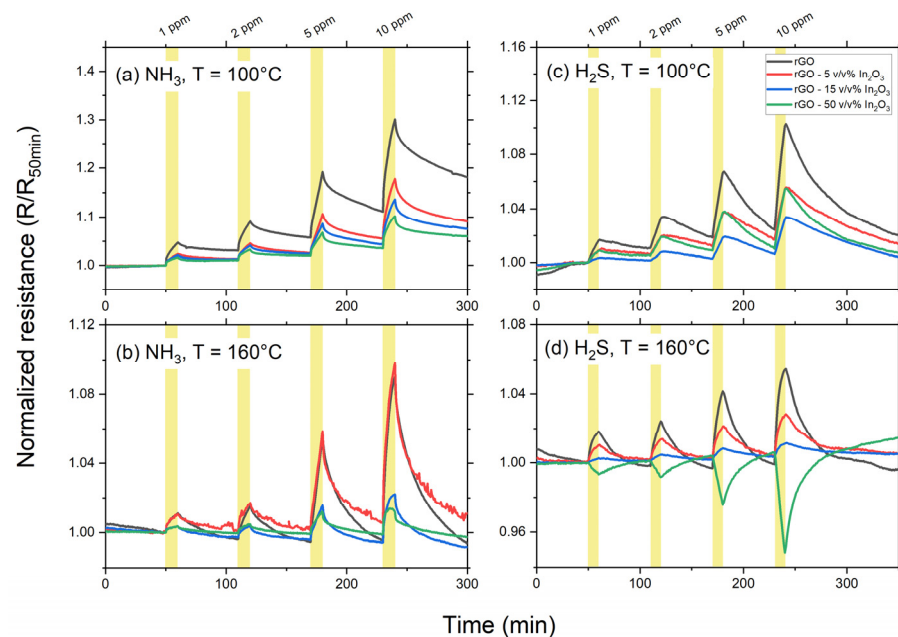 1 ppm 2 ppm 5 ppm 10 ppm 1 ppm 2 ppm 5 ppm 10 ppm
(a) NH₃, T = 100°C
1.4
1.3
1.2
1.1
1.0
0 100 200 300
(c) H₂S, T = 100°C
rGO
rGO - 5 v/v% In₂O₃
rGO - 15 v/v% In₂O₃
rGO - 50 v/v% In₂O₃
1.16
1.12
1.08
1.04
1.00
0 100 200 300
Normalized resistance (R/R₅₀ₘᵢₙ)
(b) NH₃, T = 160°C
1.12
1.08
1.04
1.00
0 100 200 300
(d) H₂S, T = 160°C
1.08
1.04
1.00
0.96
0 100 200 300
Time (min)